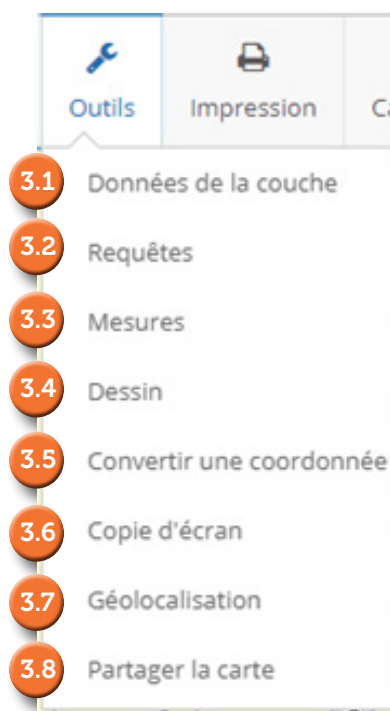 Outils Impression Ca
3.1 Données de la couche
3.2 Requêtes
3.3 Mesures
3.4 Dessin
3.5 Convertir une coordonnée
3.6 Copie d'écran
3.7 Géolocalisation
3.8 Partager la carte